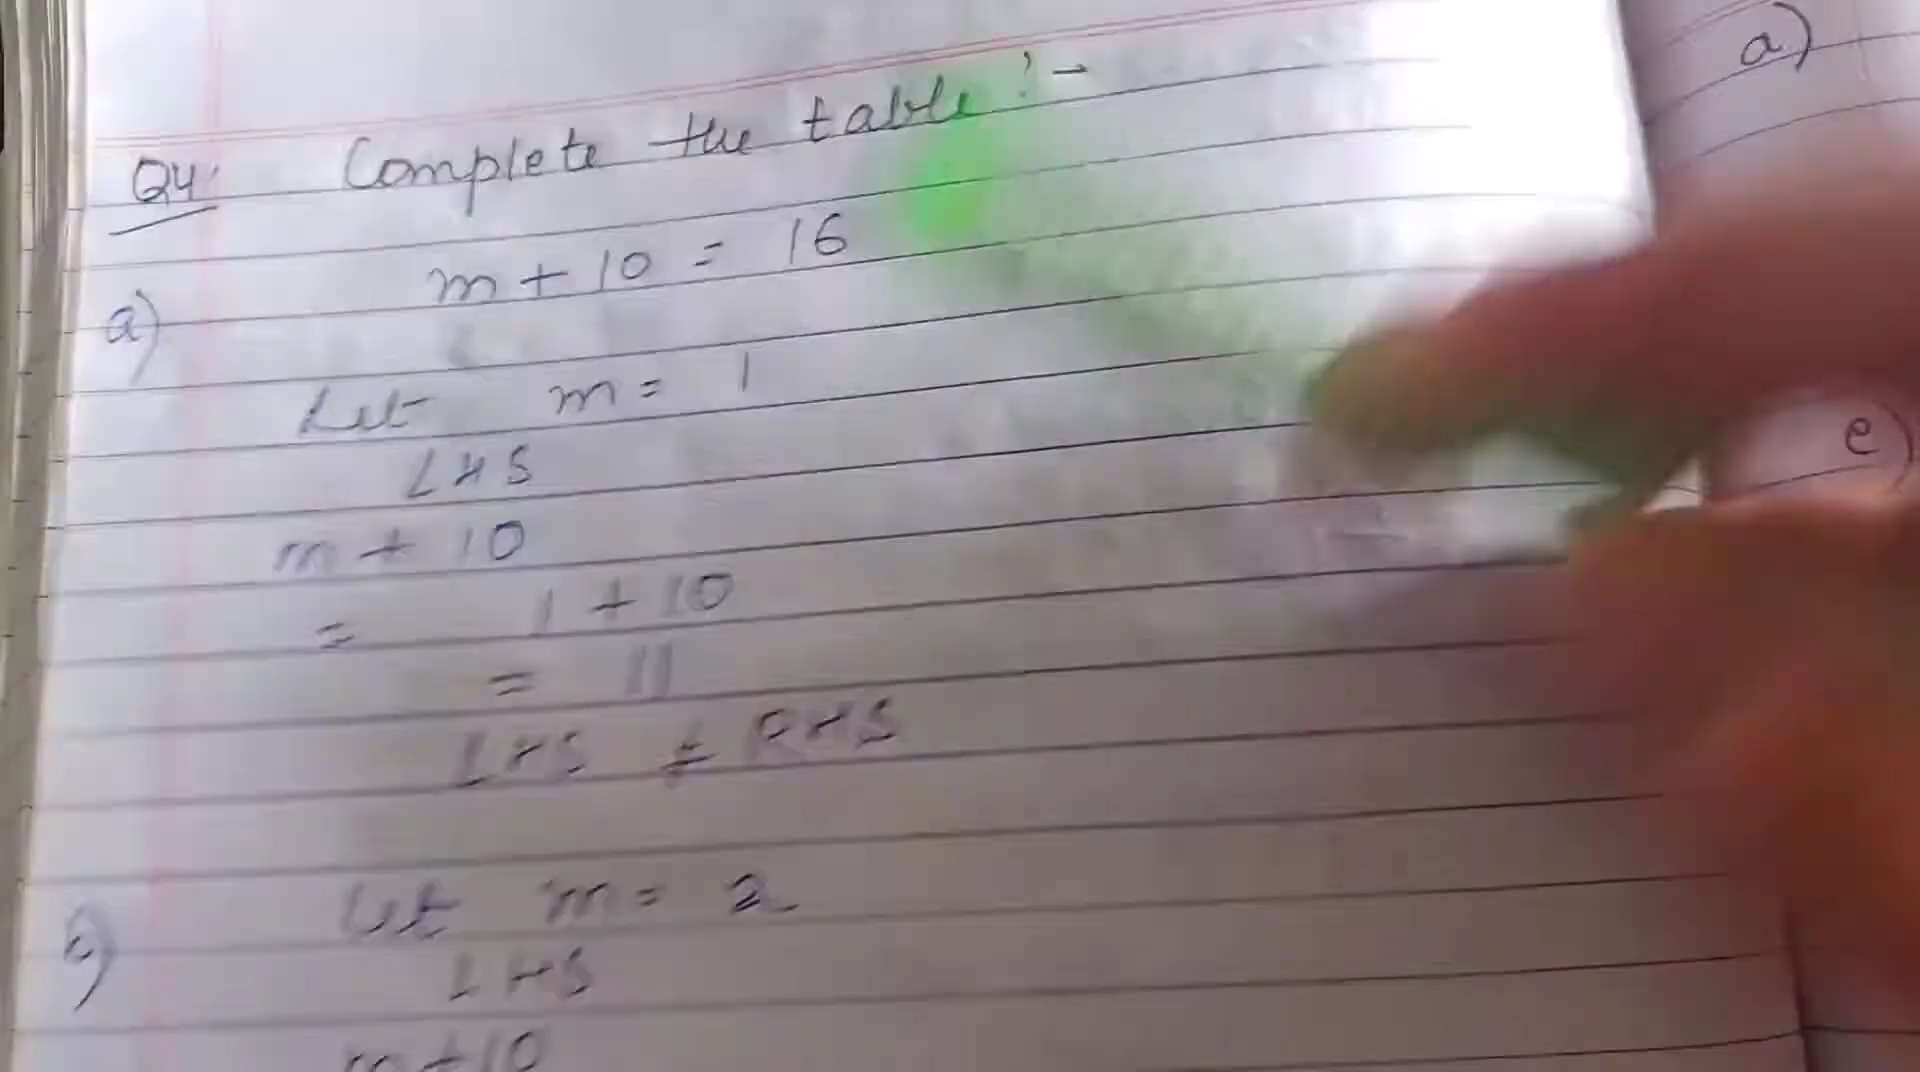 Q4. Complete the table :-
a) m + 10 = 16
Let m = 1
LHS
m + 10
= 1 + 10
= 11
LHS ≠ RHS
c) Let m = 2
LHS
m + 10
a)
e)